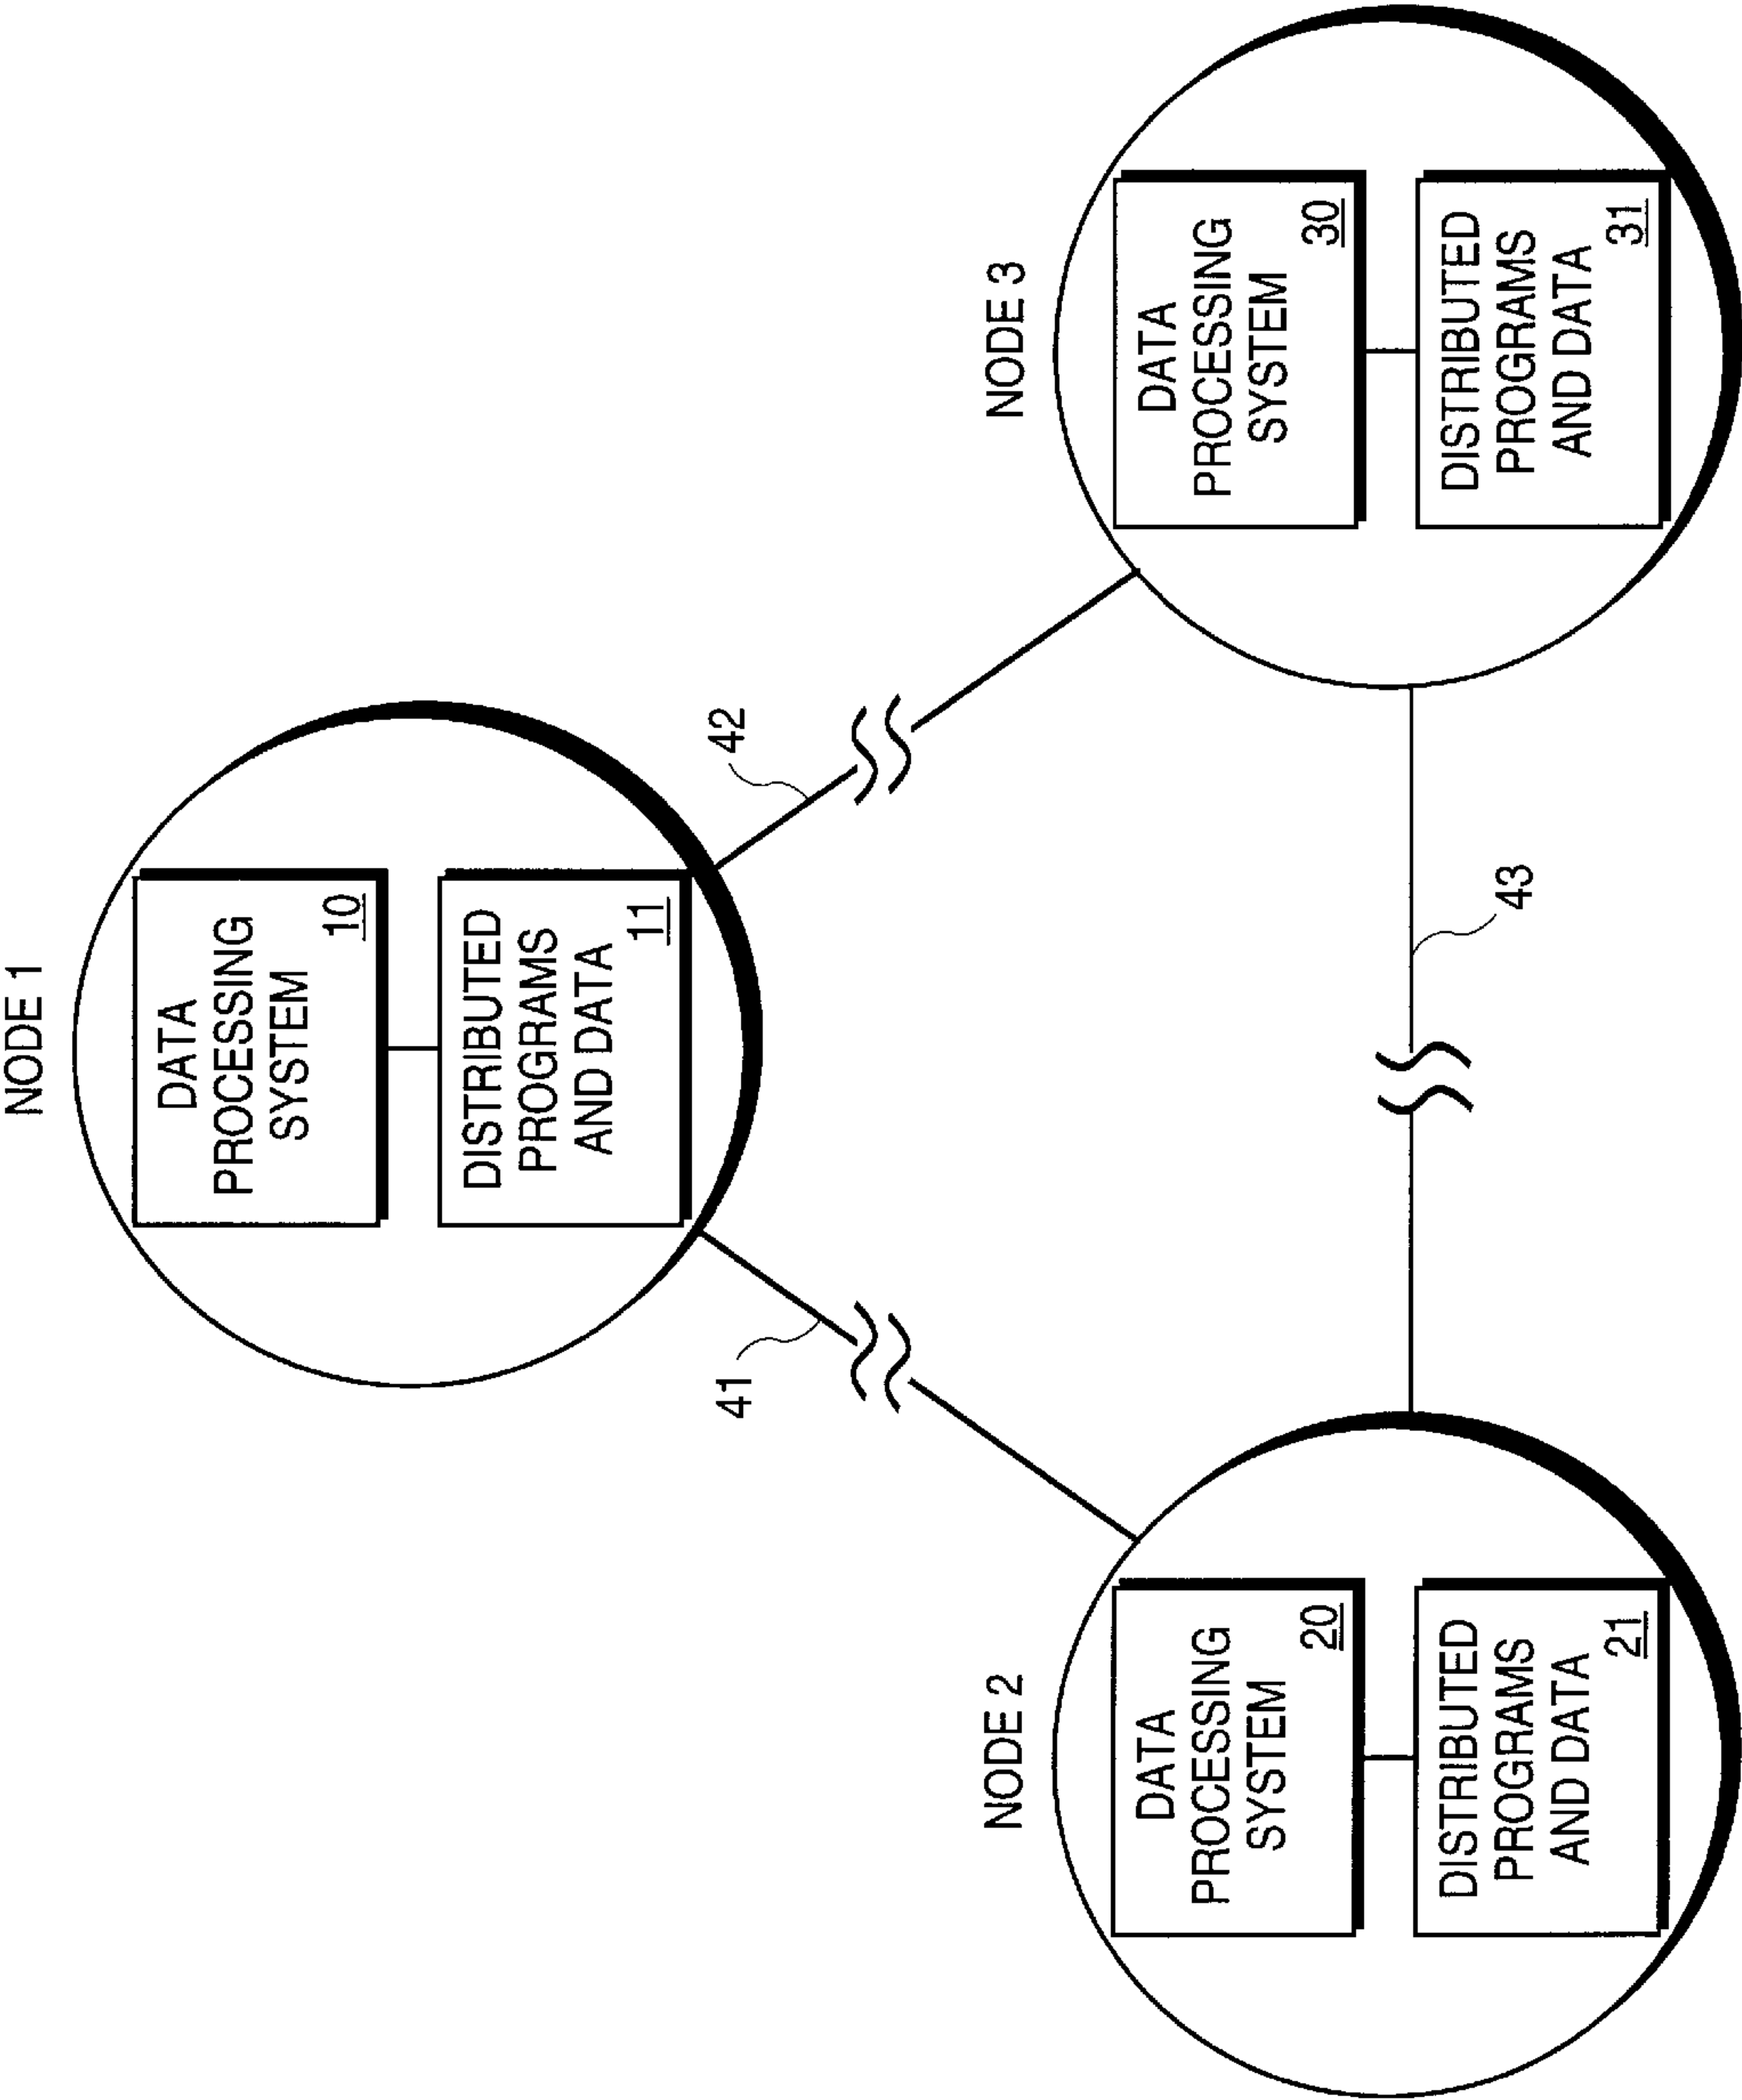 NODE 1
DATA
PROCESSING
SYSTEM
10
DISTRIBUTED
PROGRAMS
AND DATA
11
41
42
NODE 2
DATA
PROCESSING
SYSTEM
20
DISTRIBUTED
PROGRAMS
AND DATA
21
NODE 3
DATA
PROCESSING
SYSTEM
30
DISTRIBUTED
PROGRAMS
AND DATA
31
43